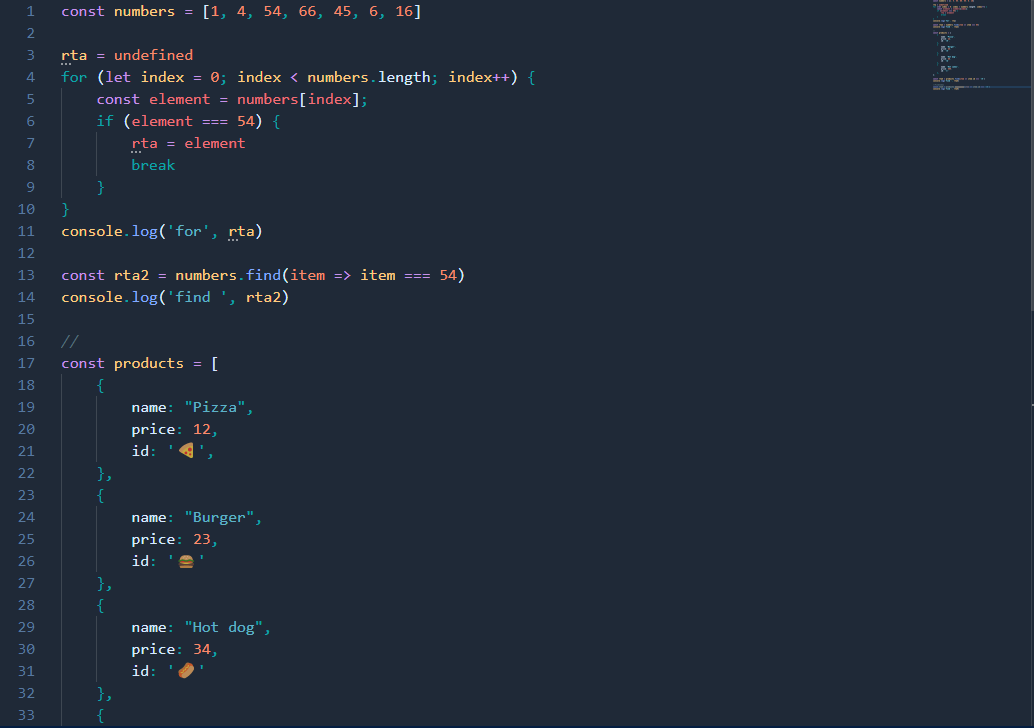 1 const numbers = [1, 4, 54, 66, 45, 6, 16]
2
3 rta = undefined
4 for (let index = 0; index < numbers.length; index++) {
5     const element = numbers[index];
6     if (element === 54) {
7         rta = element
8         break
9     }
10 }
11 console.log('for', rta)
12
13 const rta2 = numbers.find(item => item === 54)
14 console.log('find ', rta2)
15
16 //
17 const products = [
18     {
19         name: "Pizza",
20         price: 12,
21         id: '🍕',
22     },
23     {
24         name: "Burger",
25         price: 23,
26         id: '🍔'
27     },
28     {
29         name: "Hot dog",
30         price: 34,
31         id: '🌭'
32     },
33     {